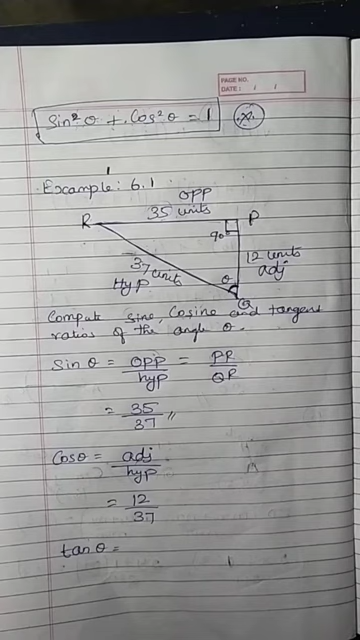 PAGE NO.
DATE : / /
Sin²θ + Cos²θ = 1
Example: 6.1
OPP
35 units
R P
90°
12 units
adj
37 units
Hyp
θ
Q
Compute Sine, Cosine and tangent
ratios of the angle θ.
Sin θ = OPP/hyp = PR/QR
= 35/37 //
Cosθ = adj/hyp
= 12/37
tan θ =